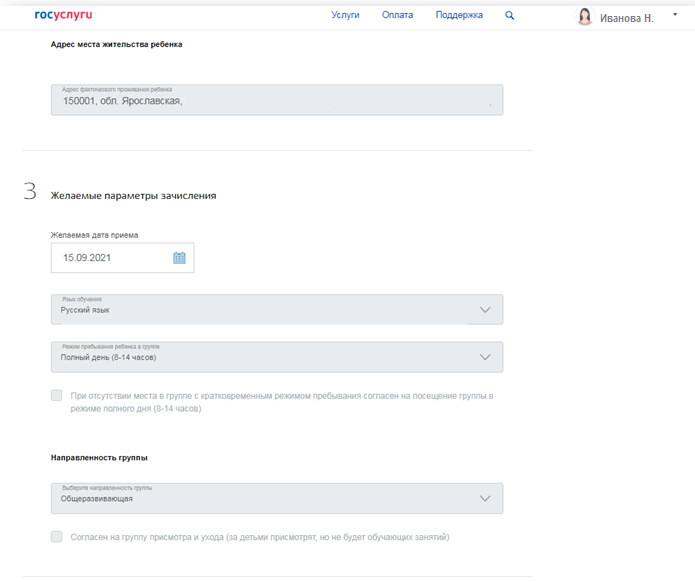 госуслуги Услуги Оплата Поддержка Иванова Н.
Адрес места жительства ребенка
Адрес фактического проживания ребенка
150001, обл. Ярославская, ,
3 Желаемые параметры зачисления
Желаемая дата приема
15.09.2021
Язык обучения
Русский язык
Режим пребывания ребенка в группе
Полный день (8-14 часов)
При отсутствии места в группе с кратковременным режимом пребывания согласен на посещение группы в
режиме полного дня (8-14 часов)
Направленность группы
Выберите направленность группы
Общеразвивающая
Согласен на группу присмотра и ухода (за детьми присмотрят, но не будет обучающих занятий)